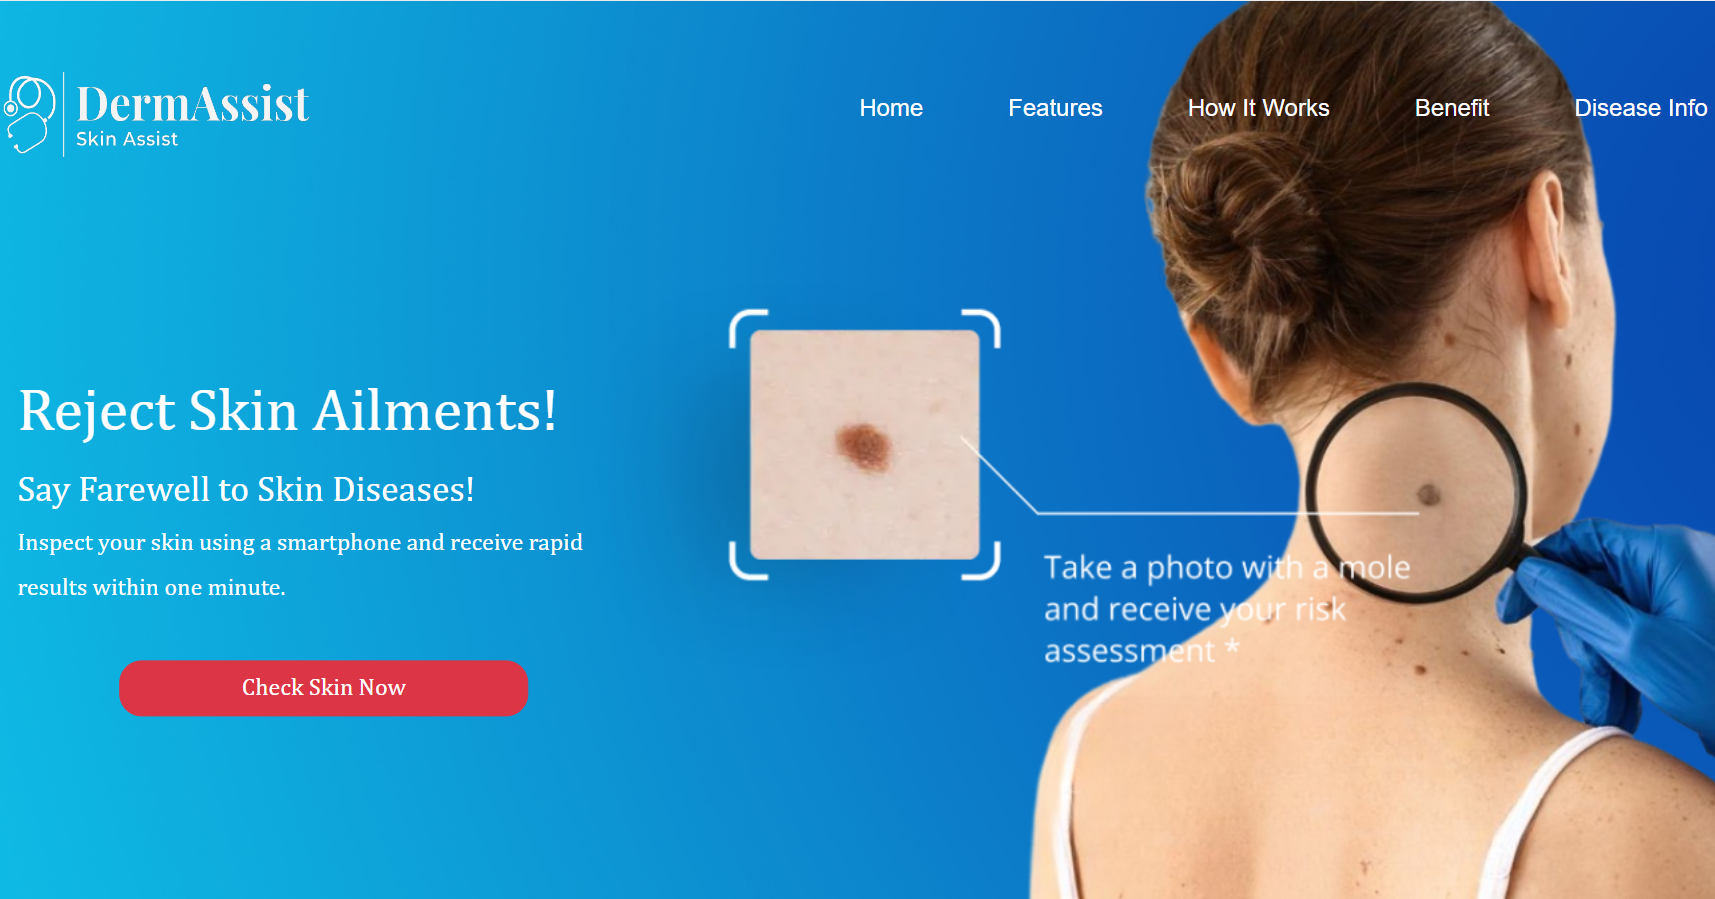 DermAssist
Skin Assist
Home Features How It Works Benefit Disease Info
Reject Skin Ailments!
Say Farewell to Skin Diseases!
Inspect your skin using a smartphone and receive rapid
results within one minute.
Check Skin Now
Take a photo with a mole
and receive your risk
assessment *